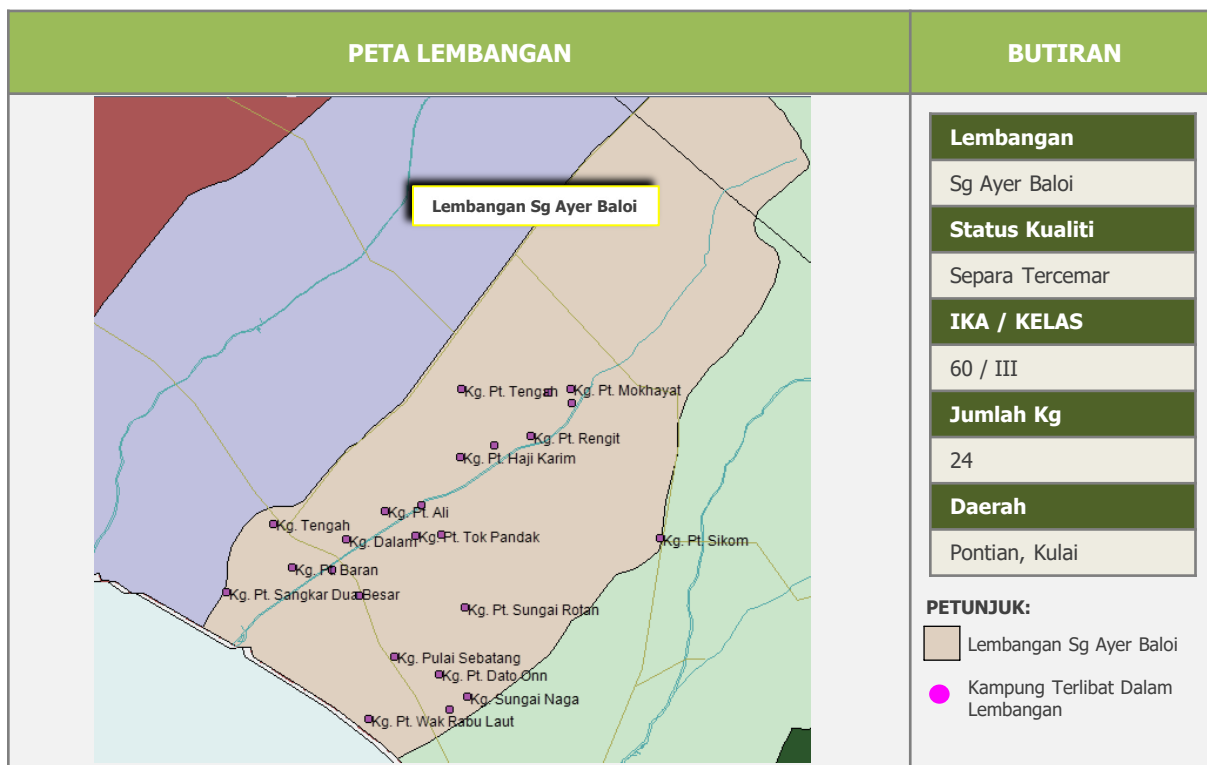 PETA LEMBANGAN
BUTIRAN
Lembangan Sg Ayer Baloi
Kg. Pt. Tengah
Kg. Pt. Mokhayat
Kg. Pt. Rengit
Kg. Pt. Haji Karim
Kg. Pt. Ali
Kg. Tengah
Kg. Dalam
Kg. Pt. Tok Pandak
Kg. Pt. Sikom
Kg. Pt. Baran
Kg. Pt. Sangkar Dua Besar
Kg. Pt. Sungai Rotan
Kg. Pulai Sebatang
Kg. Pt. Dato Onn
Kg. Sungai Naga
Kg. Pt. Wak Rabu Laut
Lembangan
Sg Ayer Baloi
Status Kualiti
Separa Tercemar
IKA / KELAS
60 / III
Jumlah Kg
24
Daerah
Pontian, Kulai
PETUNJUK:
Lembangan Sg Ayer Baloi
Kampung Terlibat Dalam
Lembangan